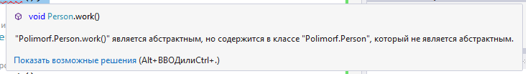 void Person.work()
"Polimorf.Person.work()" является абстрактным, но содержится в классе "Polimorf.Person", который не является абстрактным.
Показать возможные решения (Alt+ВВОДилиCtrl+.)